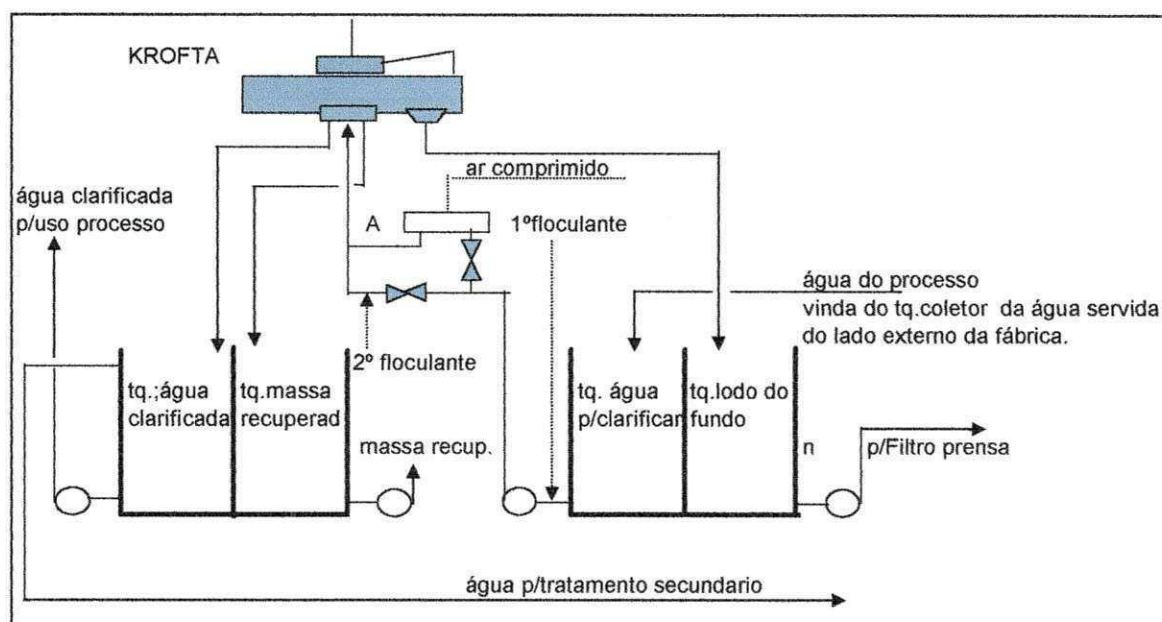 KROFTA
ar comprimido
água clarificada
p/uso processo
A
1ºfloculante
água do processo
vinda do tq.coletor da água servida
do lado externo da fábrica.
2º floculante
tq.;água
clarificada
tq.massa
recuperad
tq. água
p/clarificar
tq.lodo do
fundo
massa recup.
n
p/Filtro prensa
água p/tratamento secundario